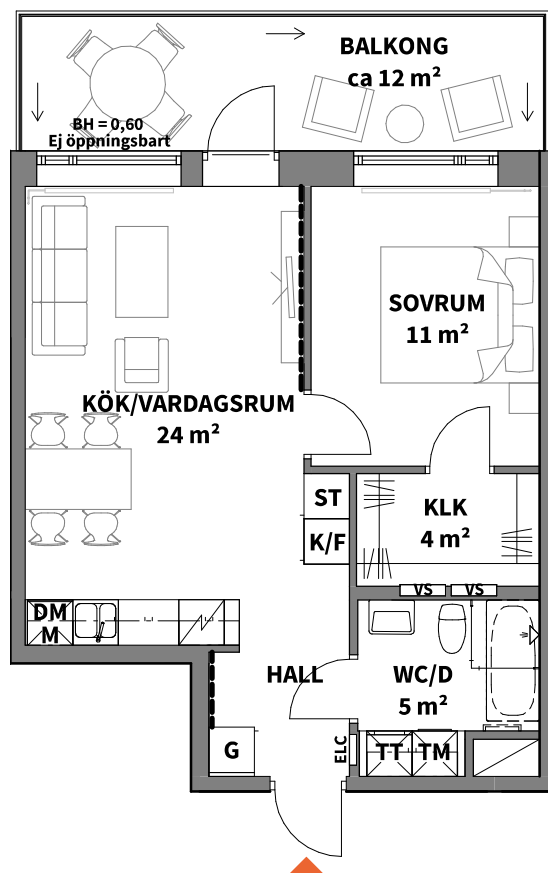 BALKONG
ca 12 m²
BH = 0,60
Ej öppningsbart
SOVRUM
11 m²
KÖK/VARDAGSRUM
24 m²
ST
K/F
KLK
4 m²
VS VS
DM
M
HALL
WC/D
5 m²
G
ELC
TT TM